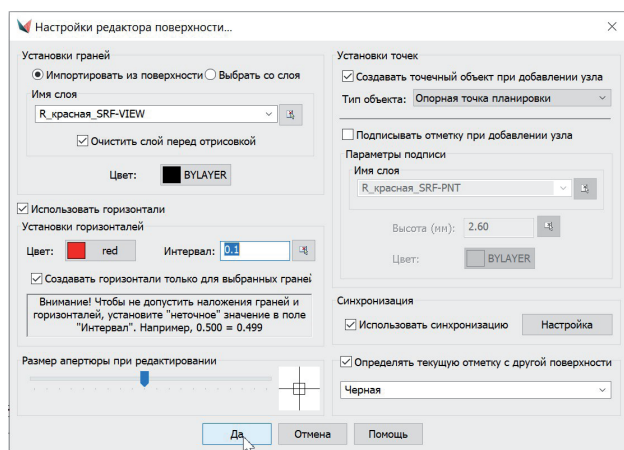 Настройки редактора поверхности...
Установки граней
Импортировать из поверхности
Выбрать со слоя
Имя слоя
R_красная_SRF-VIEW
Очистить слой перед отрисовкой
Цвет:
BYLAYER
Использовать горизонтали
Установки горизонталей
Цвет:
red
Интервал:
0.1
Создавать горизонтали только для выбранных граней
Внимание! Чтобы не допустить наложения граней и
горизонталей, установите "неточное" значение в поле
"Интервал". Например, 0.500 = 0.499
Размер апертюры при редактировании
Установки точек
Создавать точечный объект при добавлении узла
Тип объекта:
Опорная точка планировки
Подписывать отметку при добавлении узла
Параметры подписи
Имя слоя
R_красная_SRF-PNT
Высота (мм):
2.60
Цвет:
BYLAYER
Синхронизация
Использовать синхронизацию
Настройка
Определять текущую отметку с другой поверхности
Черная
Да
Отмена
Помощь